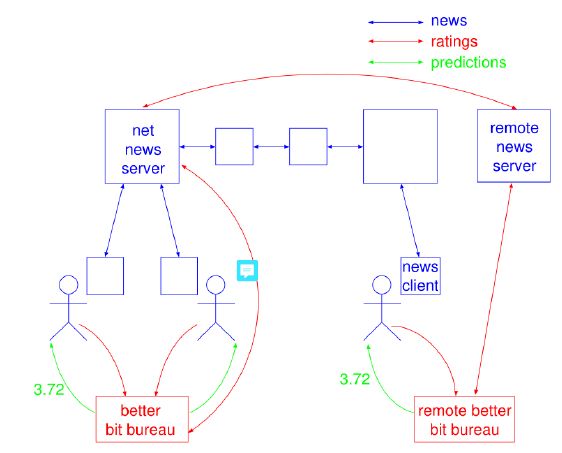 news
ratings
predictions
net
news
server
remote
news
server
news
client
3.72
3.72
better
bit bureau
remote better
bit bureau